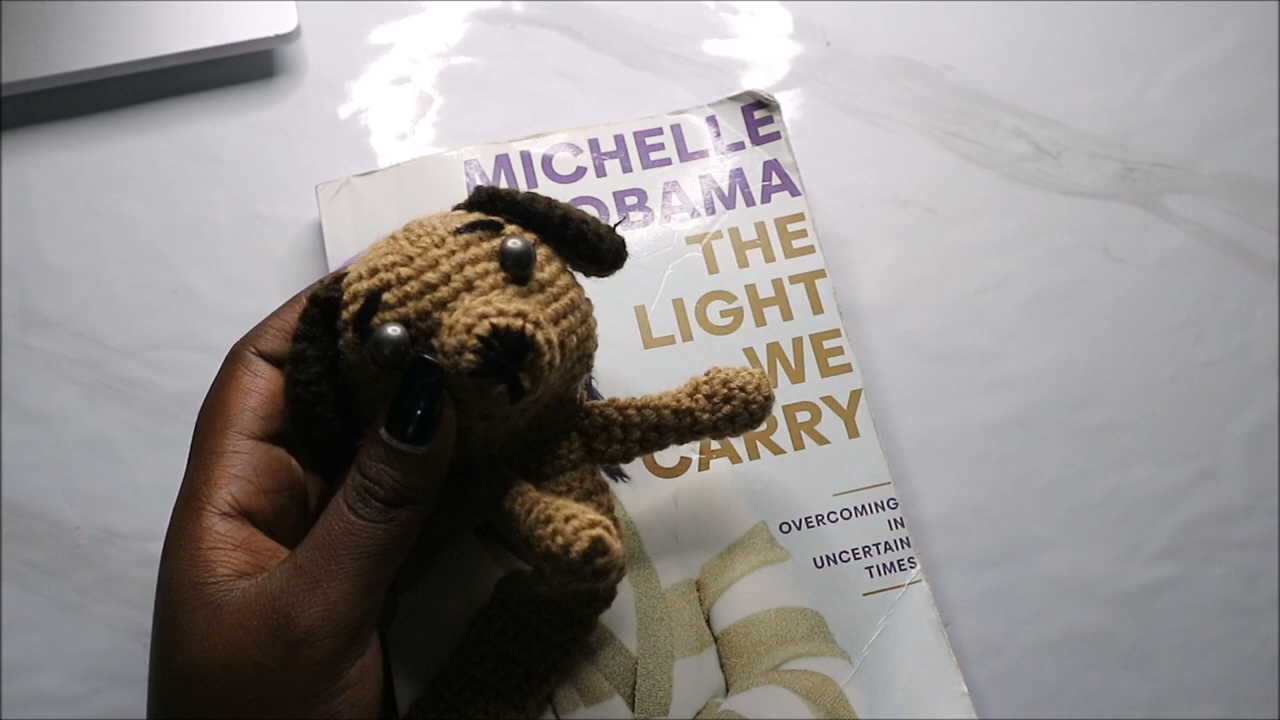 MICHELLE
OBAMA
THE
LIGHT
WE
CARRY
OVERCOMING
IN
UNCERTAIN
TIMES